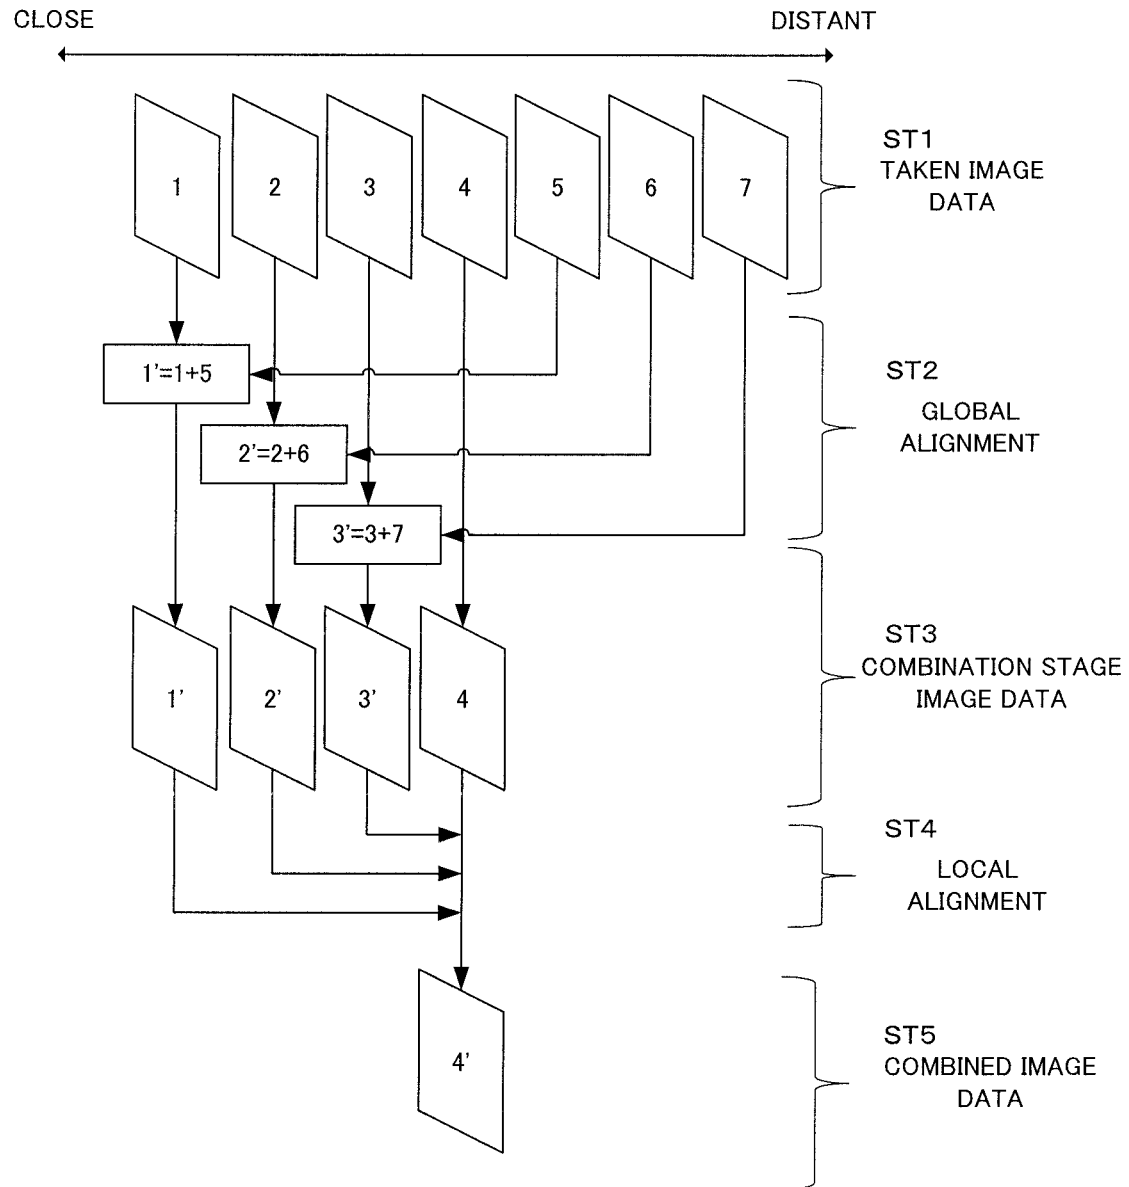 CLOSE DISTANT
1 2 3 4 5 6 7
ST1
TAKEN IMAGE
DATA
1'=1+5
ST2
GLOBAL
ALIGNMENT
2'=2+6
3'=3+7
ST3
COMBINATION STAGE
IMAGE DATA
1' 2' 3' 4
ST4
LOCAL
ALIGNMENT
ST5
COMBINED IMAGE
DATA
4'